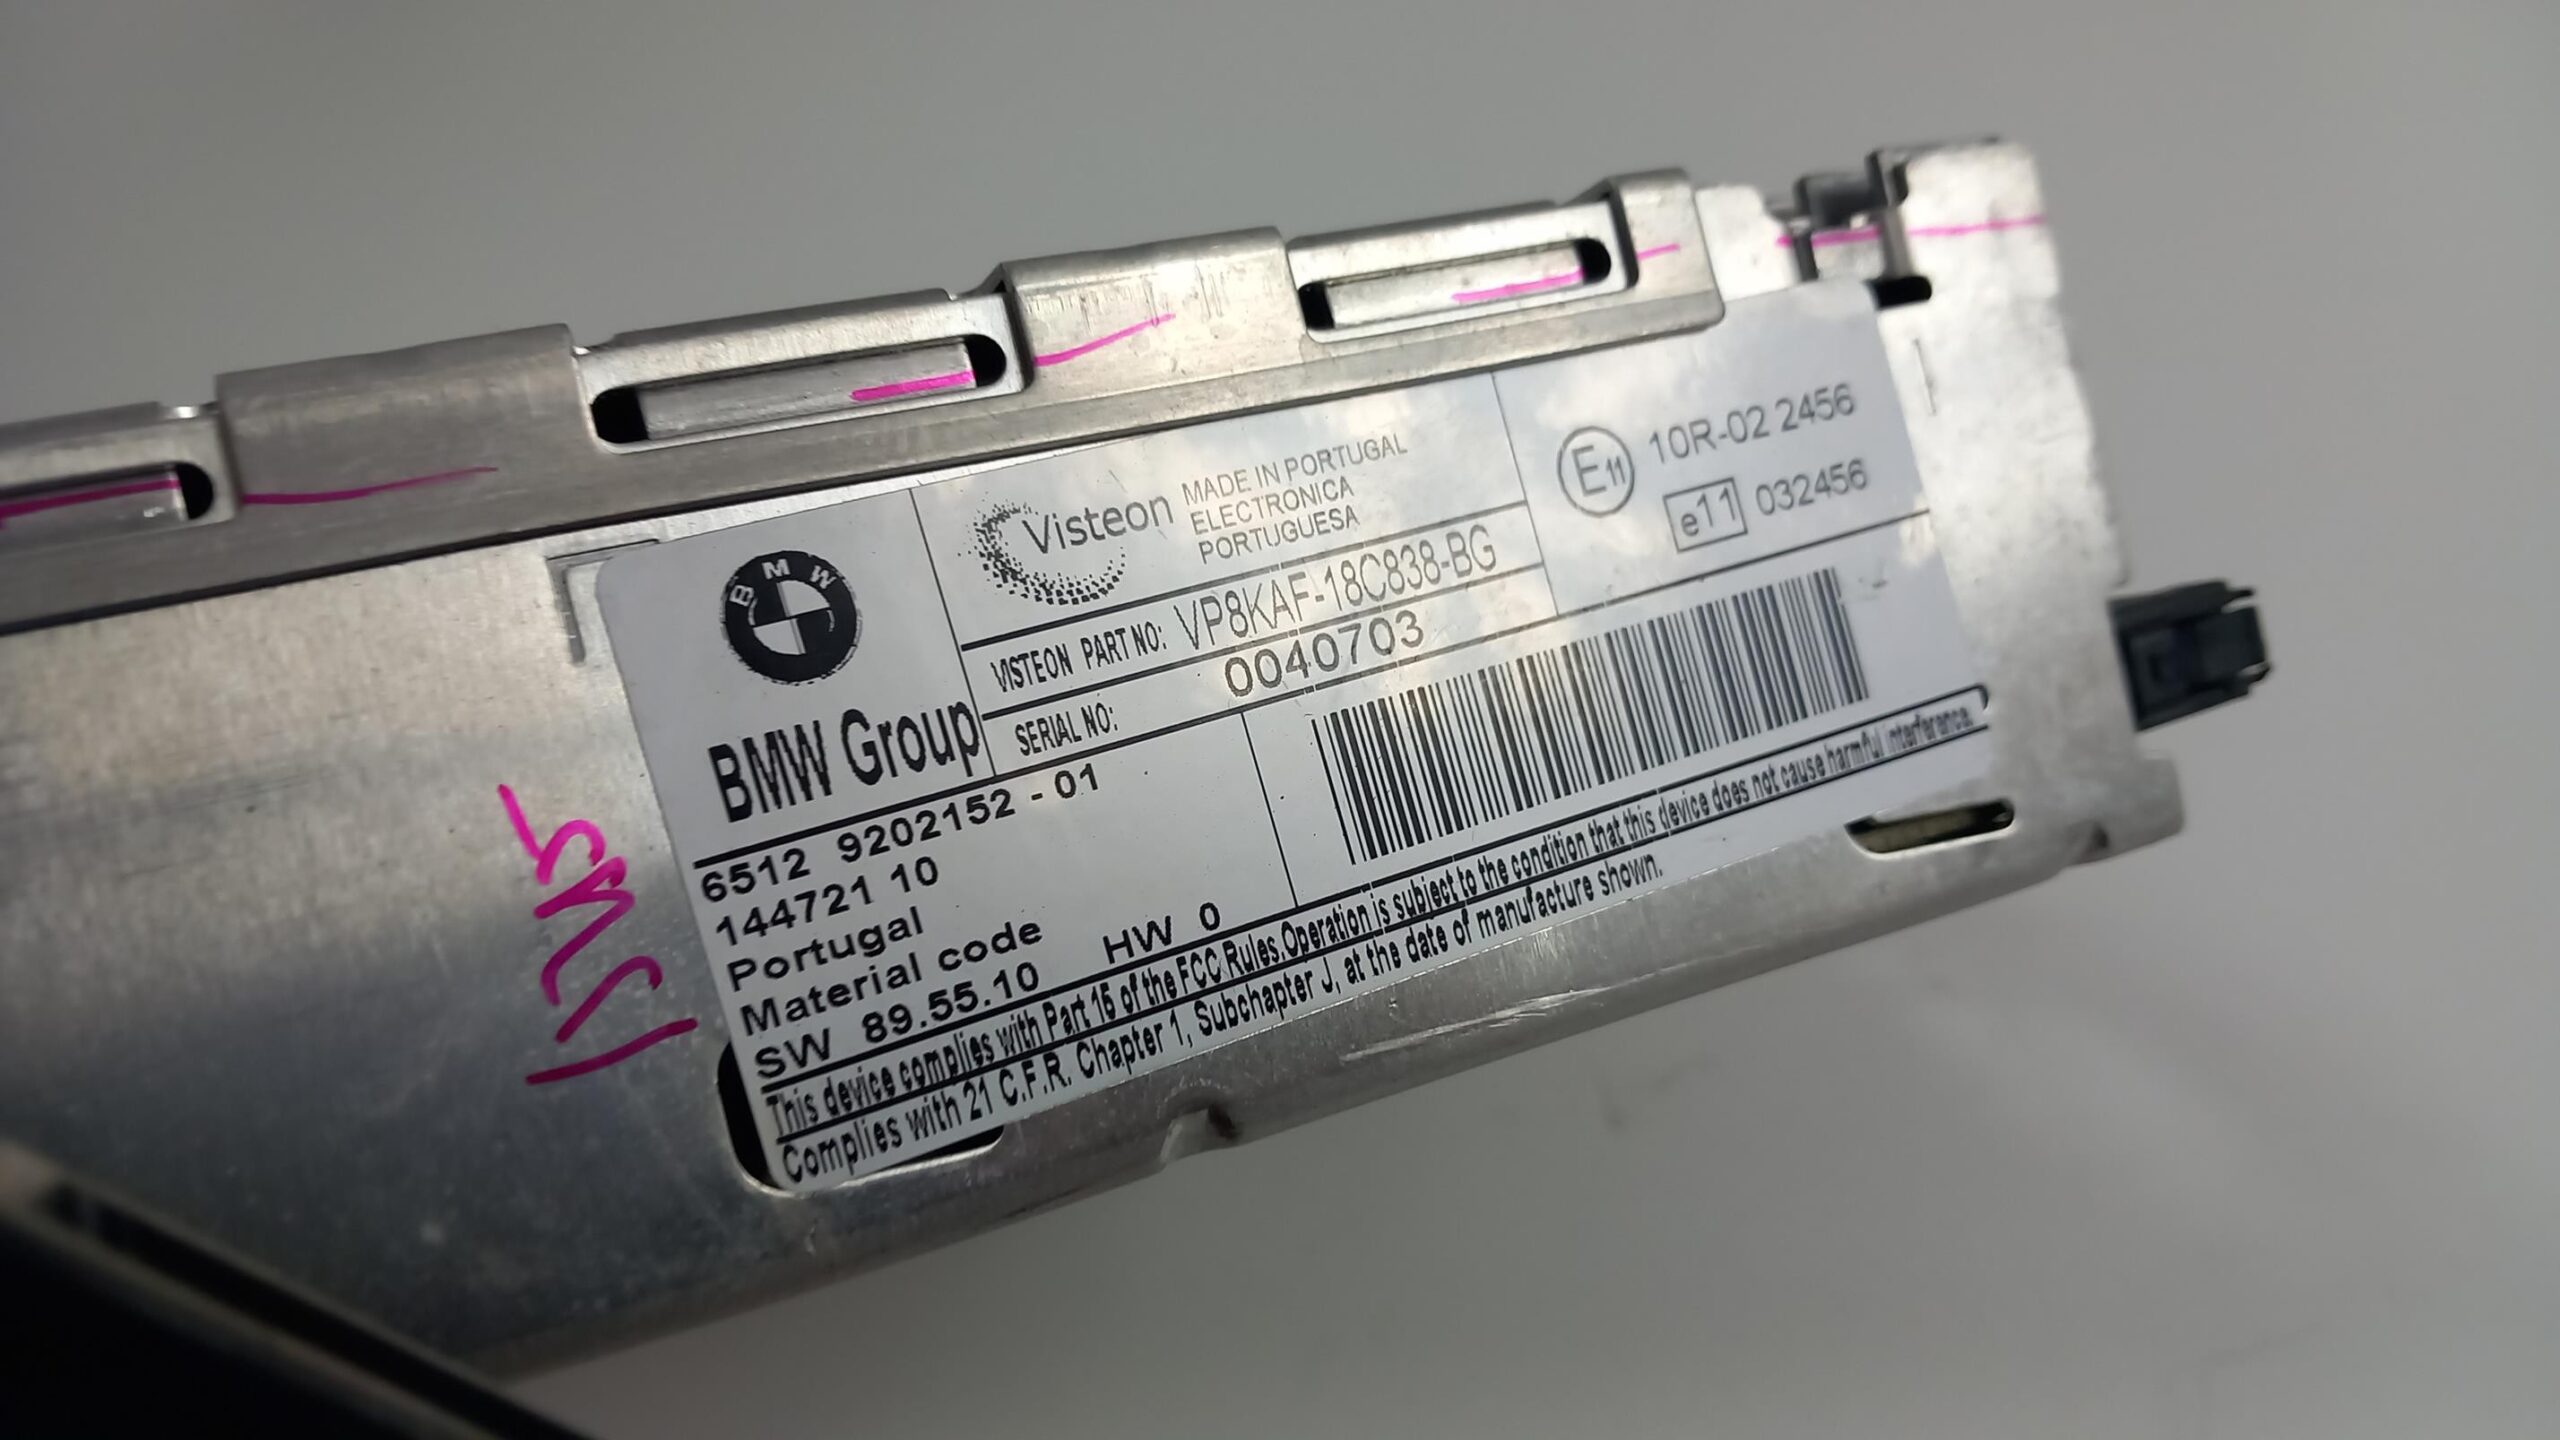 BMW
BMW Group
Visteon
MADE IN PORTUGAL
ELECTRONICA
PORTUGUESA
VISTEON PART NO: VP8KAF-18C838-BG
SERIAL NO: 0040703
E11 10R-02 2456
e11 032456
6512 9202152 - 01
144721 10
Portugal
Material code
SW 89.55.10 HW 0
This device complies with Part 15 of the FCC Rules.Operation is subject to the condition that this device does not cause harmful interference.
Complies with 21 C.F.R. Chapter 1, Subchapter J, at the date of manufacture shown.